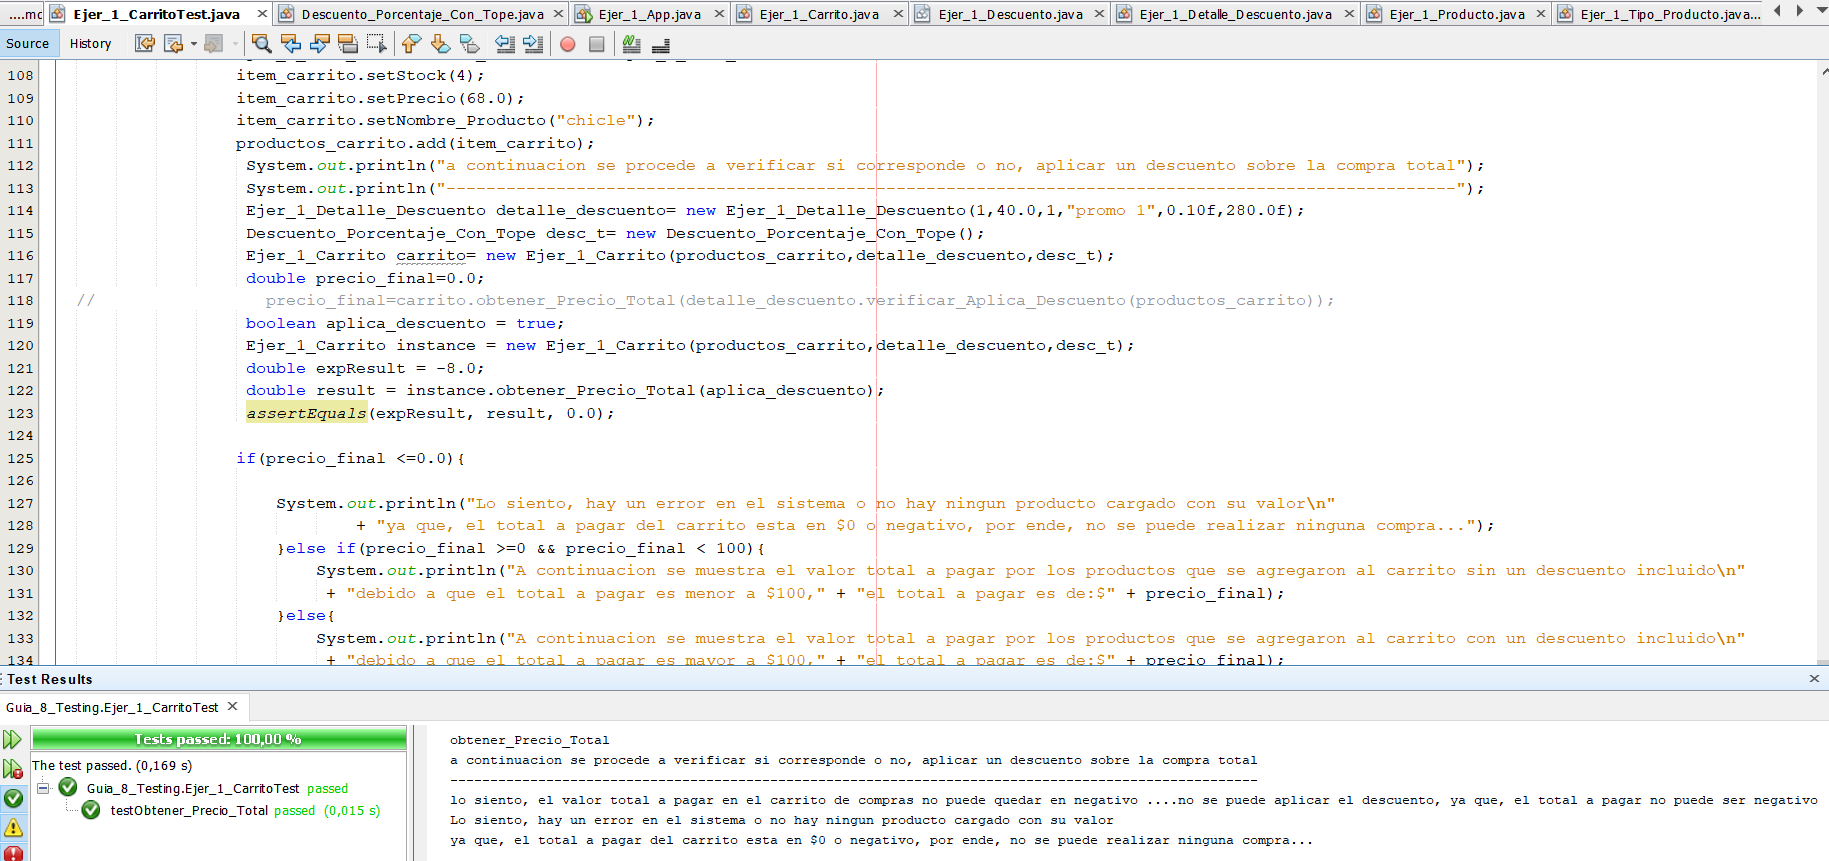 ....mc Ejer_1_CarritoTest.java Descuento_Porcentaje_Con_Tope.java Ejer_1_App.java Ejer_1_Carrito.java Ejer_1_Descuento.java Ejer_1_Detalle_Descuento.java Ejer_1_Producto.java Ejer_1_Tipo_Producto.java...
Source History
108 item_carrito.setStock(4);
109 item_carrito.setPrecio(68.0);
110 item_carrito.setNombre_Producto("chicle");
111 productos_carrito.add(item_carrito);
112 System.out.println("a continuacion se procede a verificar si corresponde o no, aplicar un descuento sobre la compra total");
113 System.out.println("-----------------------------------------------------------------------------------------------------");
114 Ejer_1_Detalle_Descuento detalle_descuento= new Ejer_1_Detalle_Descuento(1,40.0,1,"promo 1",0.10f,280.0f);
115 Descuento_Porcentaje_Con_Tope desc_t= new Descuento_Porcentaje_Con_Tope();
116 Ejer_1_Carrito carrito= new Ejer_1_Carrito(productos_carrito,detalle_descuento,desc_t);
117 double precio_final=0.0;
118 // precio_final=carrito.obtener_Precio_Total(detalle_descuento.verificar_Aplica_Descuento(productos_carrito));
119 boolean aplica_descuento = true;
120 Ejer_1_Carrito instance = new Ejer_1_Carrito(productos_carrito,detalle_descuento,desc_t);
121 double expResult = -8.0;
122 double result = instance.obtener_Precio_Total(aplica_descuento);
123 assertEquals(expResult, result, 0.0);
124
125 if(precio_final <=0.0){
126
127 System.out.println("Lo siento, hay un error en el sistema o no hay ningun producto cargado con su valor\n"
128 + "ya que, el total a pagar del carrito esta en $0 o negativo, por ende, no se puede realizar ninguna compra...");
129 }else if(precio_final >=0 && precio_final < 100){
130 System.out.println("A continuacion se muestra el valor total a pagar por los productos que se agregaron al carrito sin un descuento incluido\n"
131 + "debido a que el total a pagar es menor a $100," + "el total a pagar es de:$" + precio_final);
132 }else{
133 System.out.println("A continuacion se muestra el valor total a pagar por los productos que se agregaron al carrito con un descuento incluido\n"
134 + "debido a que el total a pagar es mayor a $100," + "el total a pagar es de:$" + precio_final);
Test Results
Guia_8_Testing.Ejer_1_CarritoTest
Tests passed: 100,00 %
The test passed. (0,169 s)
Guia_8_Testing.Ejer_1_CarritoTest passed
testObtener_Precio_Total passed (0,015 s)
obtener_Precio_Total
a continuacion se procede a verificar si corresponde o no, aplicar un descuento sobre la compra total
-----------------------------------------------------------------------------------------------------
lo siento, el valor total a pagar en el carrito de compras no puede quedar en negativo ....no se puede aplicar el descuento, ya que, el total a pagar no puede ser negativo
Lo siento, hay un error en el sistema o no hay ningun producto cargado con su valor
ya que, el total a pagar del carrito esta en $0 o negativo, por ende, no se puede realizar ninguna compra...